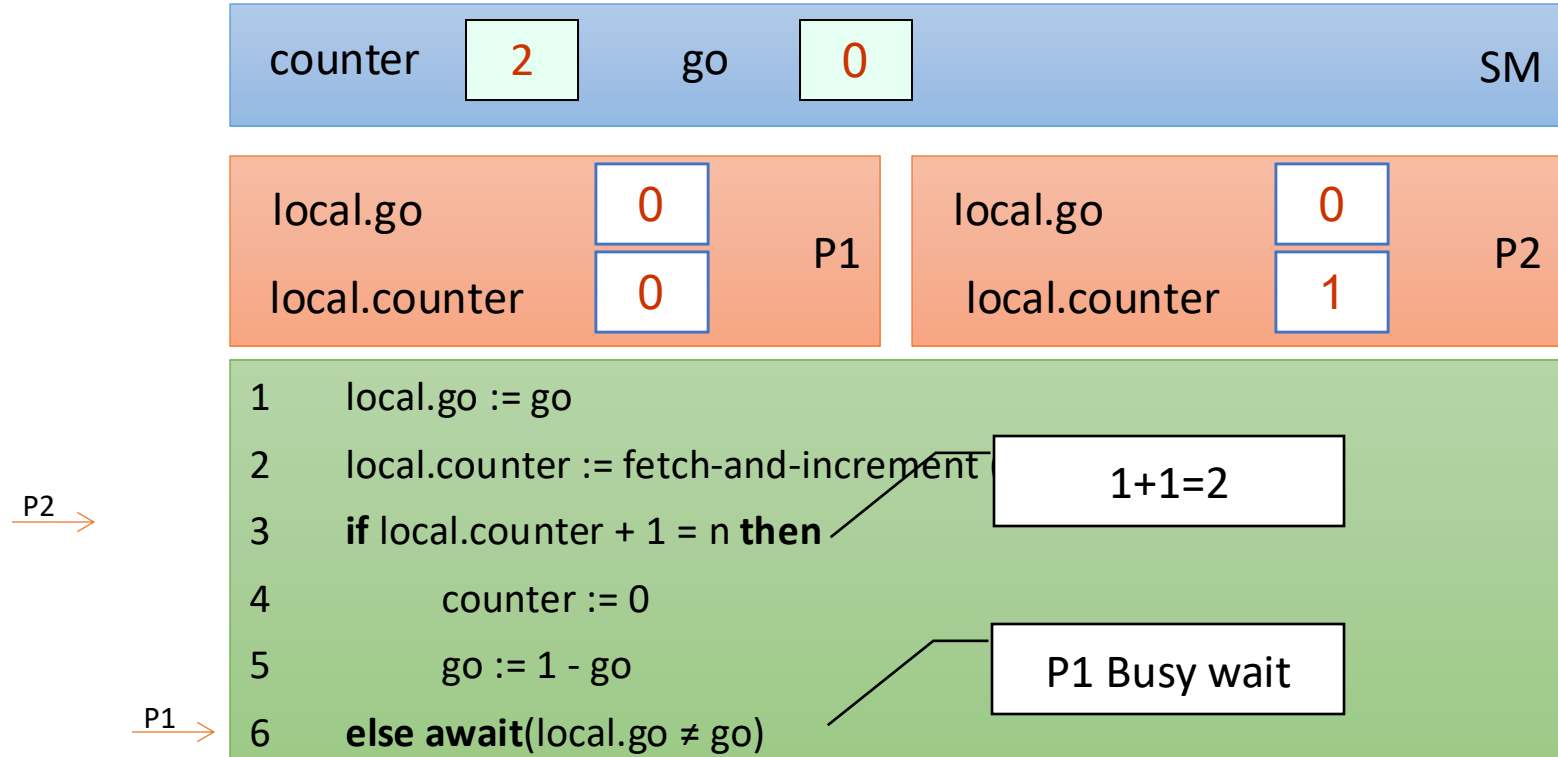 counter 2 go 0 SM
local.go 0
local.counter 0
P1
local.go 0
local.counter 1
P2
1 local.go := go
2 local.counter := fetch-and-increment (
1+1=2
P2
3 if local.counter + 1 = n then
4 counter := 0
5 go := 1 - go
P1 Busy wait
P1
6 else await(local.go ≠ go)